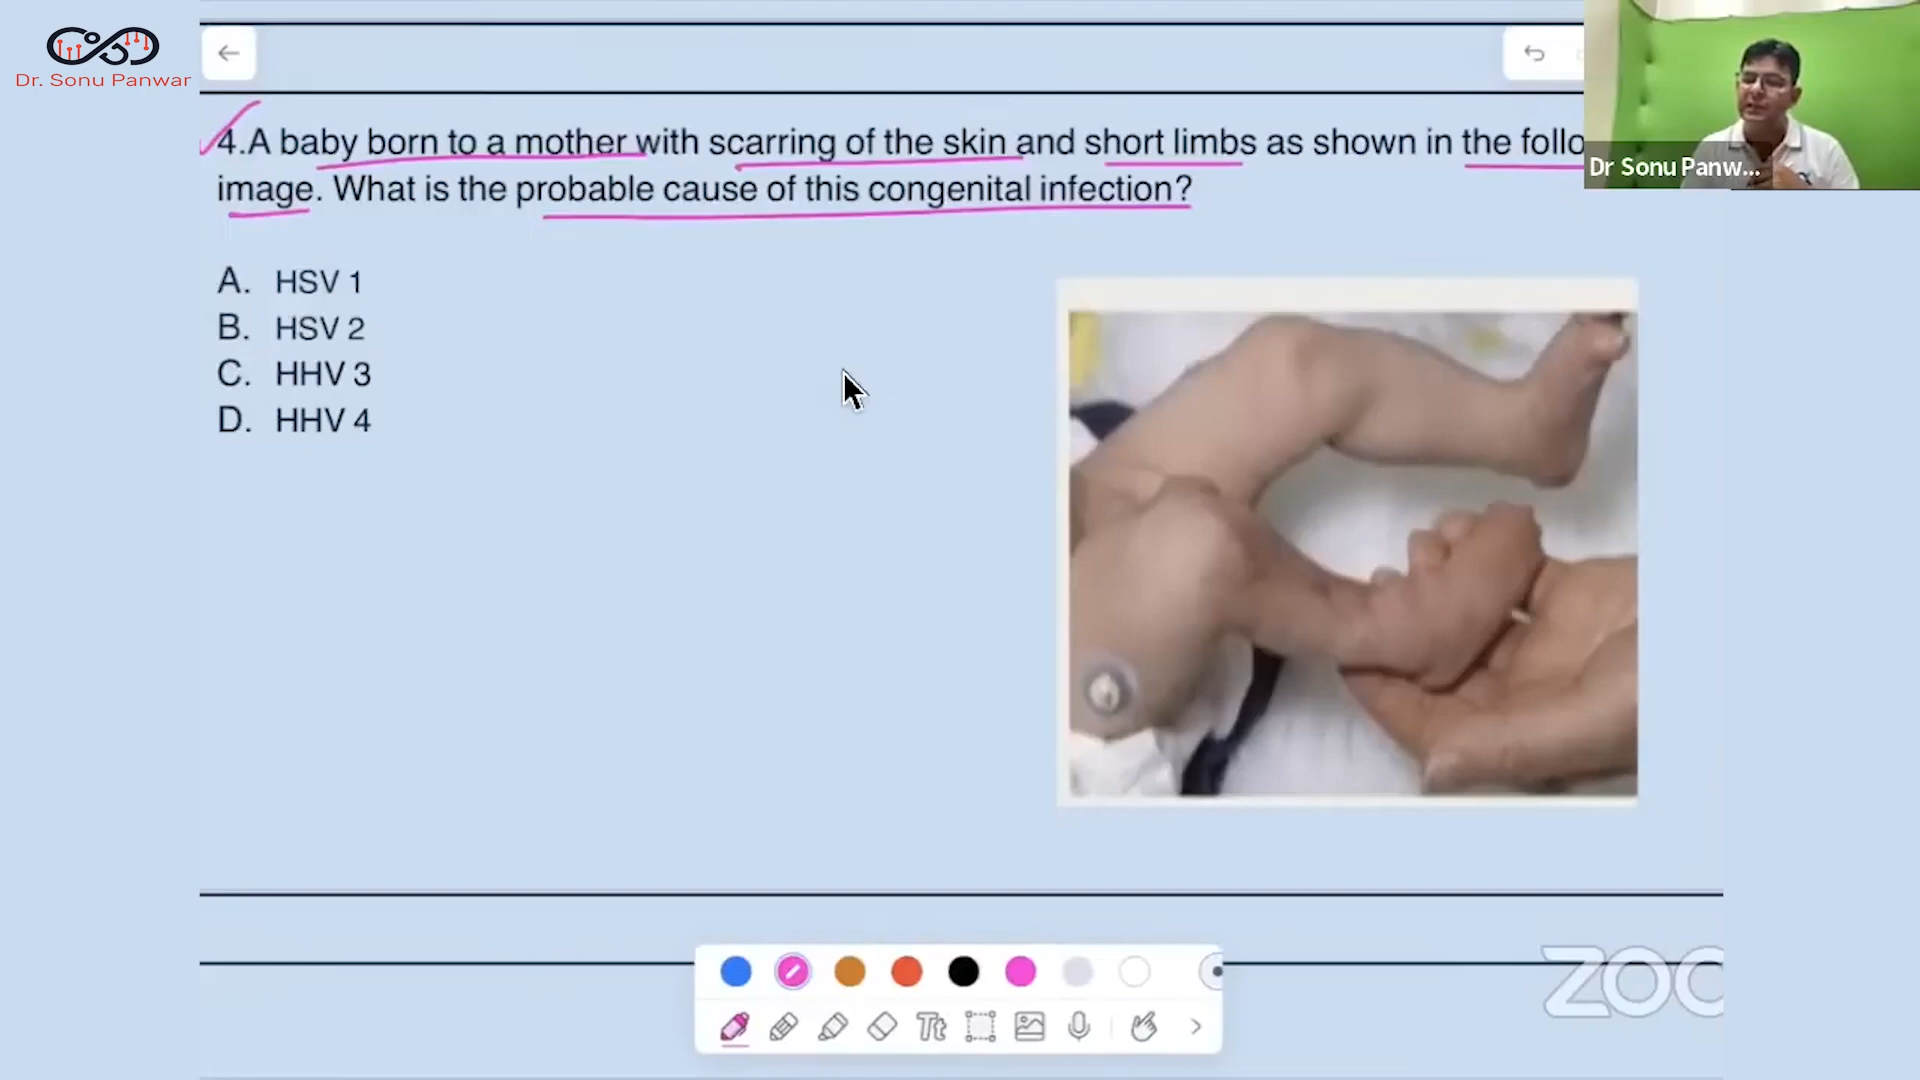 Dr. Sonu Panwar
4.A baby born to a mother with scarring of the skin and short limbs as shown in the follo
image. What is the probable cause of this congenital infection?
A. HSV 1
B. HSV 2
C. HHV 3
D. HHV 4
Dr Sonu Panw...
Tt